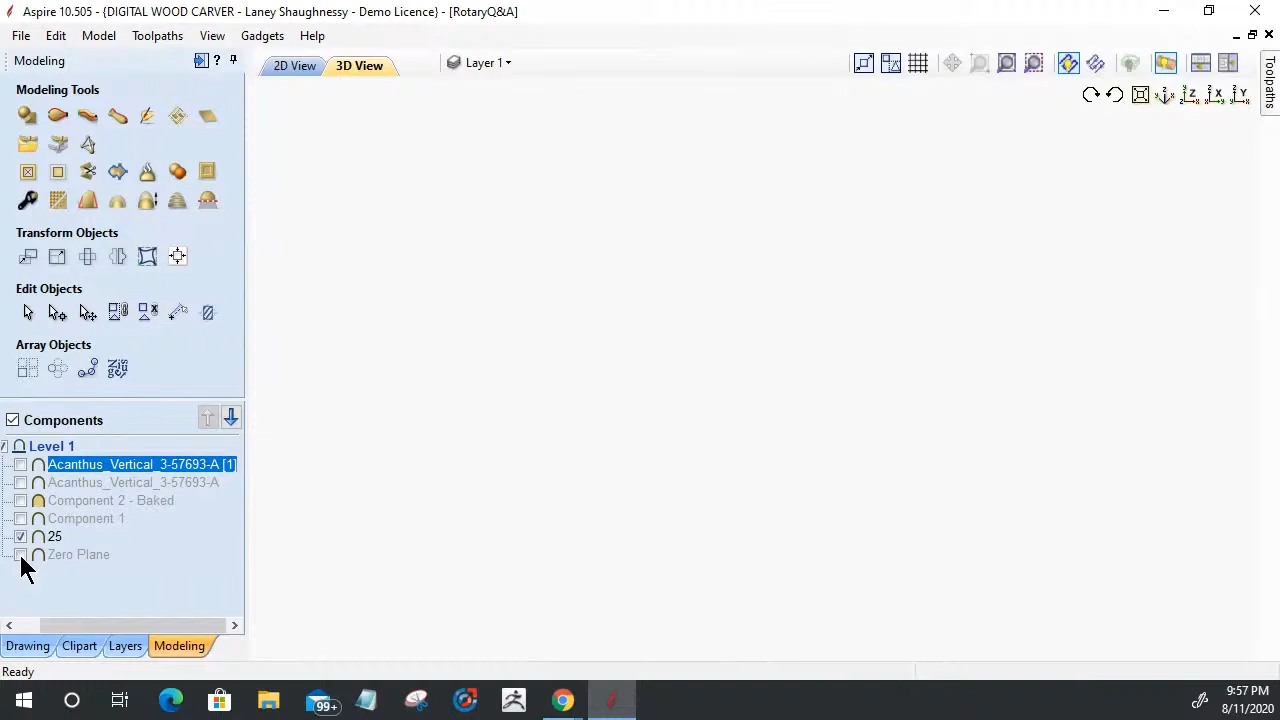 Aspire 10.505 - {DIGITAL WOOD CARVER - Laney Shaughnessy - Demo Licence} - [RotaryQ&A]
File Edit Model Toolpaths View Gadgets Help
Modeling
2D View 3D View Layer 1
Toolpaths
Z X Y
Modeling Tools
Transform Objects
Edit Objects
Array Objects
Components
Level 1
Acanthus_Vertical_3-57693-A [1]
Acanthus_Vertical_3-57693-A
Component 2 - Baked
Component 1
25
Zero Plane
Drawing Clipart Layers Modeling
Ready
99+
9:57 PM
8/11/2020